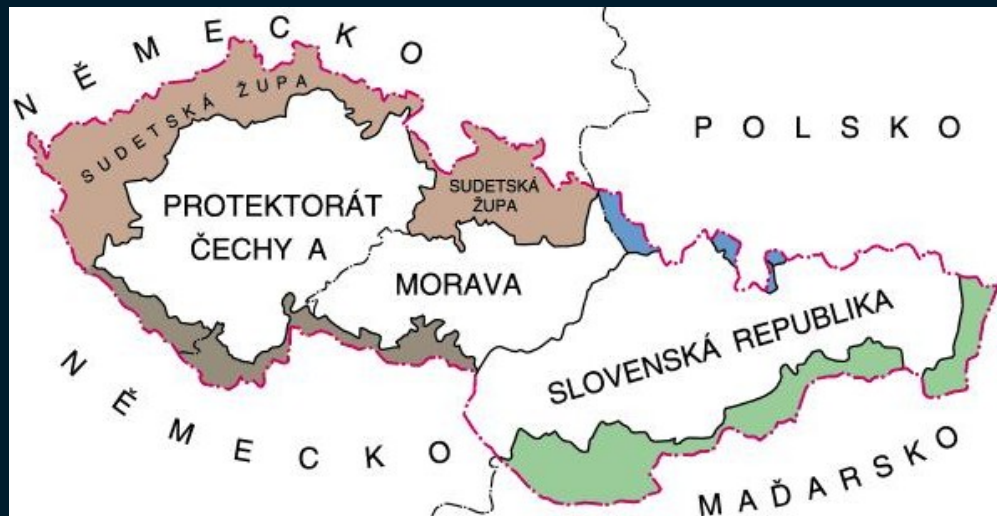 NĚMECKO
SUDETSKÁ ŽUPA
POLSKO
SUDETSKÁ
ŽUPA
PROTEKTORÁT
ČECHY A
MORAVA
SLOVENSKÁ REPUBLIKA
NĚMECKO
MAĎARSKO